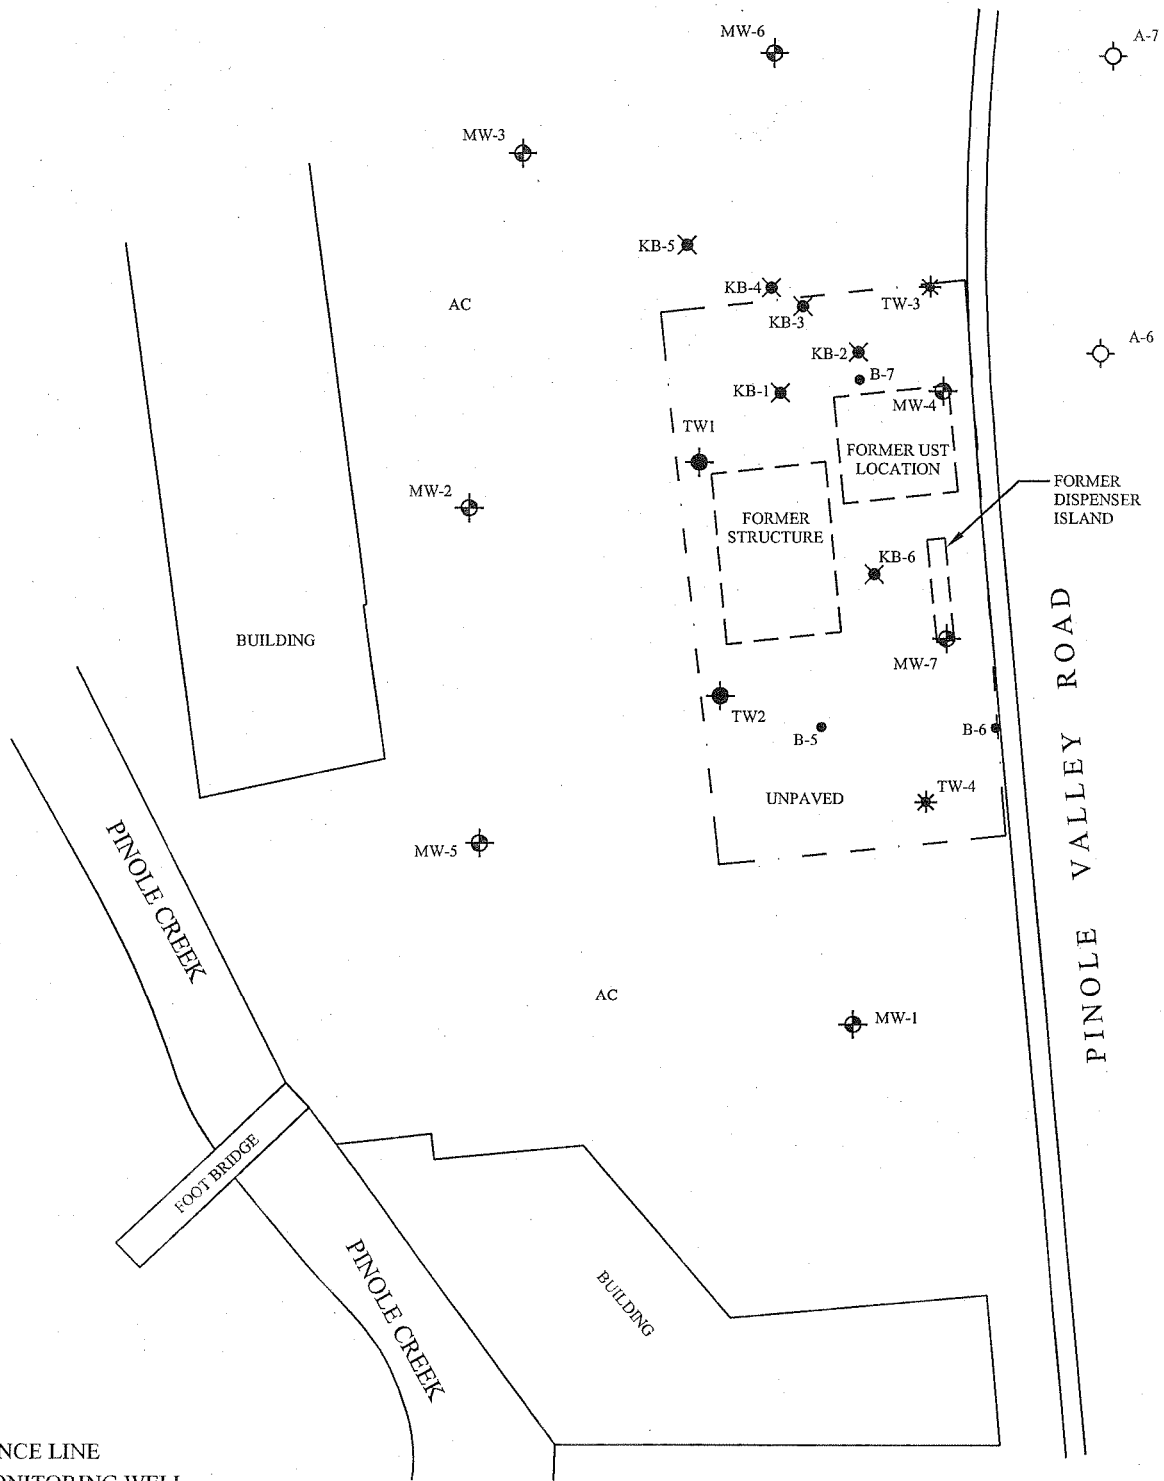 MW-6
A-7
MW-3
KB-5
KB-4
TW-3
AC
KB-3
A-6
KB-2
B-7
KB-1
MW-4
TW1
FORMER UST
LOCATION
MW-2
FORMER
DISPENSER
ISLAND
FORMER
STRUCTURE
KB-6
BUILDING
MW-7
PINOLE VALLEY ROAD
TW2
B-5
B-6
TW-4
UNPAVED
MW-5
PINOLE CREEK
AC
MW-1
FOOT BRIDGE
PINOLE CREEK
BUILDING
NCE LINE